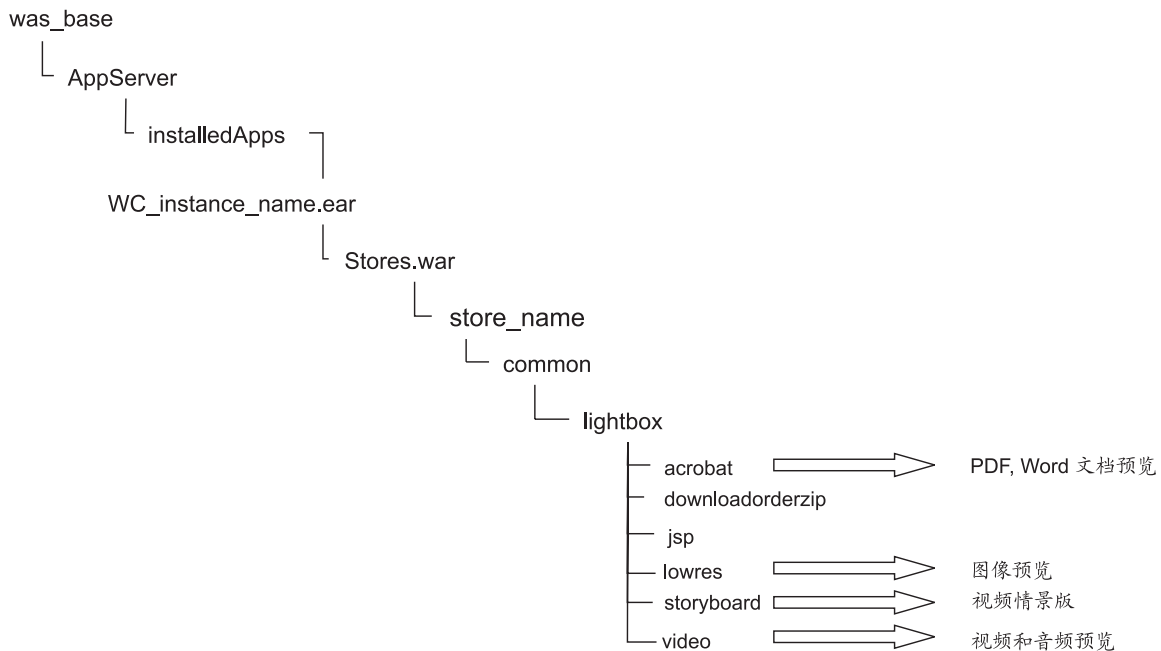 was_base
AppServer
installedApps
WC_instance_name.ear
Stores.war
store_name
common
lightbox
acrobat PDF, Word 文档预览
downloadorderzip
jsp
lowres 图像预览
storyboard 视频情景版
video 视频和音频预览